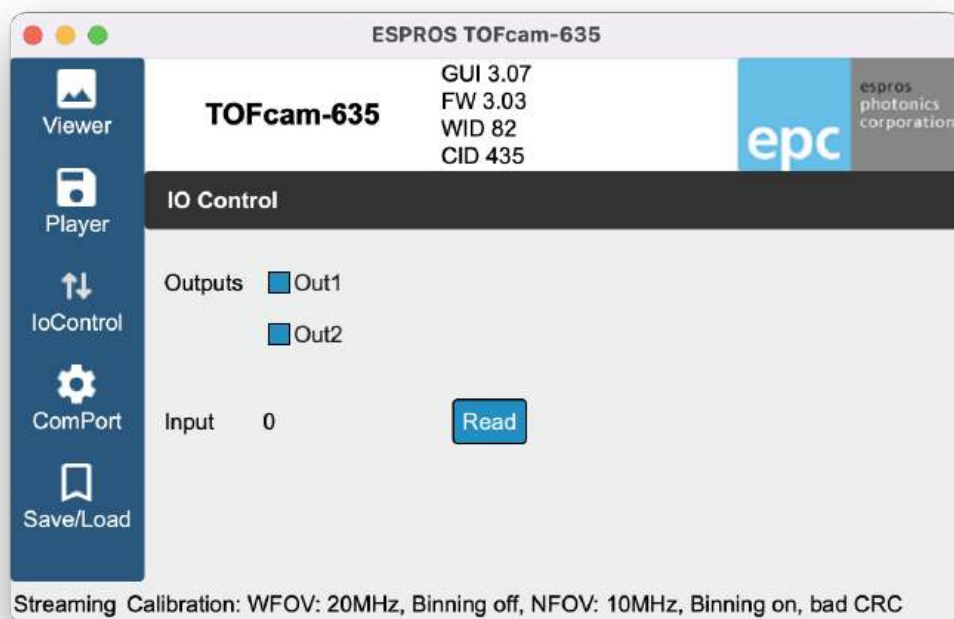 ESPROS TOFcam-635
Viewer
Player
IoControl
ComPort
Save/Load
TOFcam-635
GUI 3.07
FW 3.03
WID 82
CID 435
epc
espros
photonics
corporation
IO Control
Outputs Out1
Out2
Input 0 Read
Streaming Calibration: WFOV: 20MHz, Binning off, NFOV: 10MHz, Binning on, bad CRC